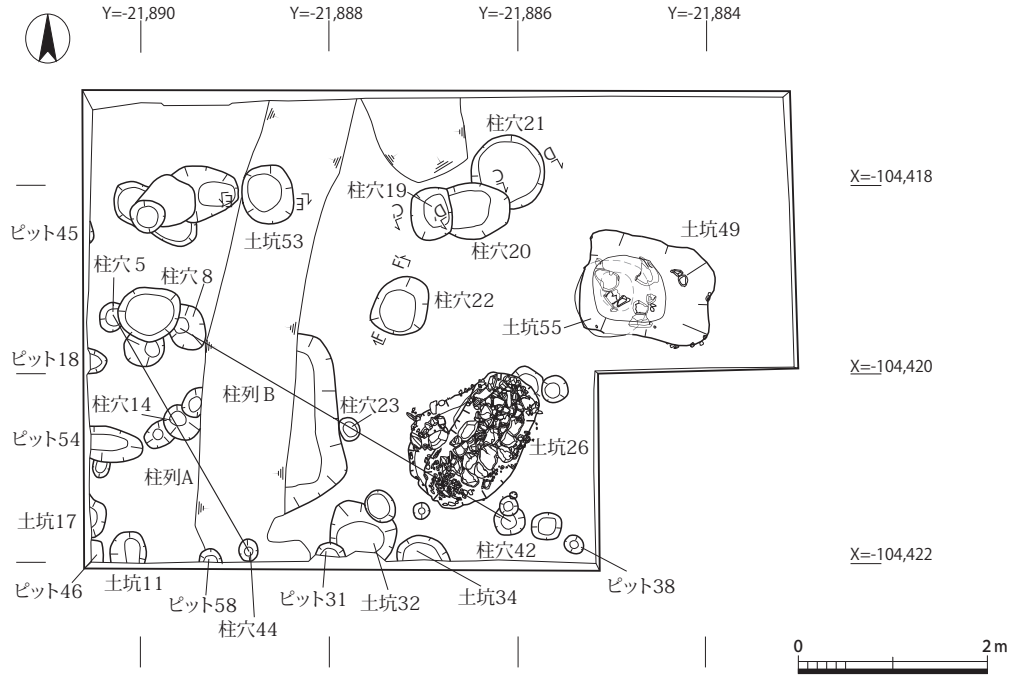 Y=-21,890
Y=-21,888
Y=-21,886
Y=-21,884
柱穴21
X=-104,418
柱穴19
D
C
C
D
E
E
土坑49
ピット45
土坑53
柱穴20
柱穴5
柱穴8
F
柱穴22
土坑55
F
ピット18
X=-104,420
柱列B
柱穴14
柱穴23
ピット54
土坑26
柱列A
土坑17
柱穴42
X=-104,422
ピット46
土坑11
ピット58
ピット31
土坑32
土坑34
ピット38
柱穴44
0
2m